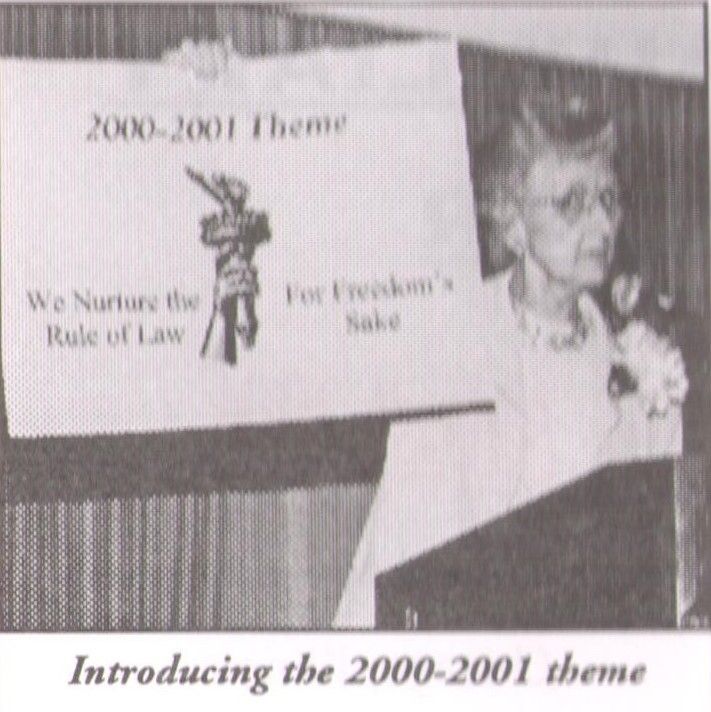 2000-2001 Theme
We Nurture the
Rule of Law
For Freedom's
Sake
Introducing the 2000-2001 theme